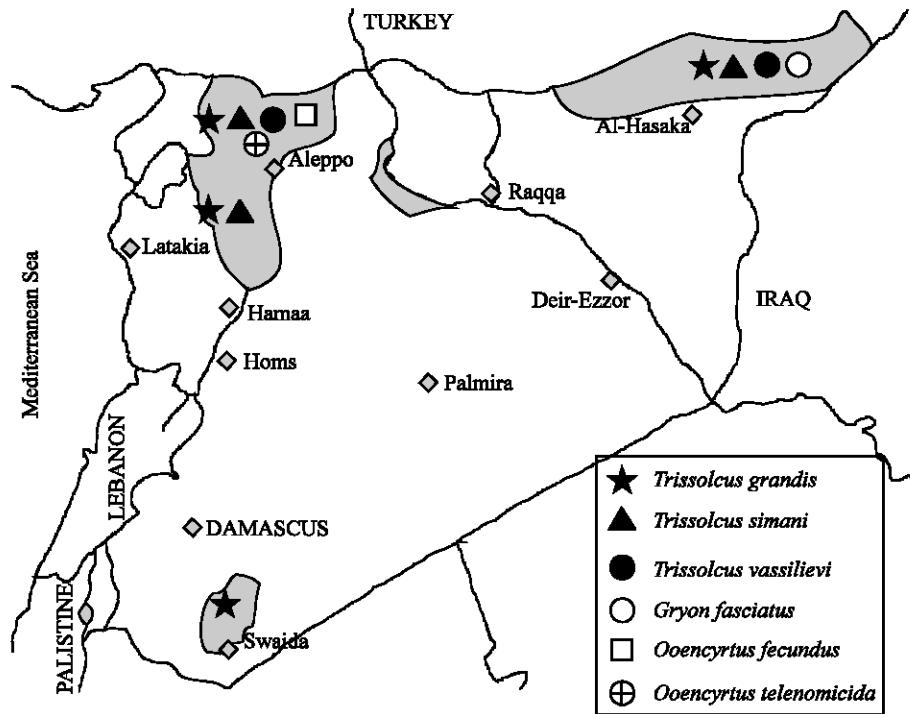 TURKEY
Al-Hasaka
Aleppo
Raqqa
Latakia
Deir-Ezzor
IRAQ
Hamaa
Homs
Palmira
Mediterranean Sea
LEBANON
DAMASCUS
Swaida
PALISTINE
Trissolcus grandis
Trissolcus simani
Trissolcus vassilievi
Gryon fasciatus
Ooencyrtus fecundus
Ooencyrtus telenomicida